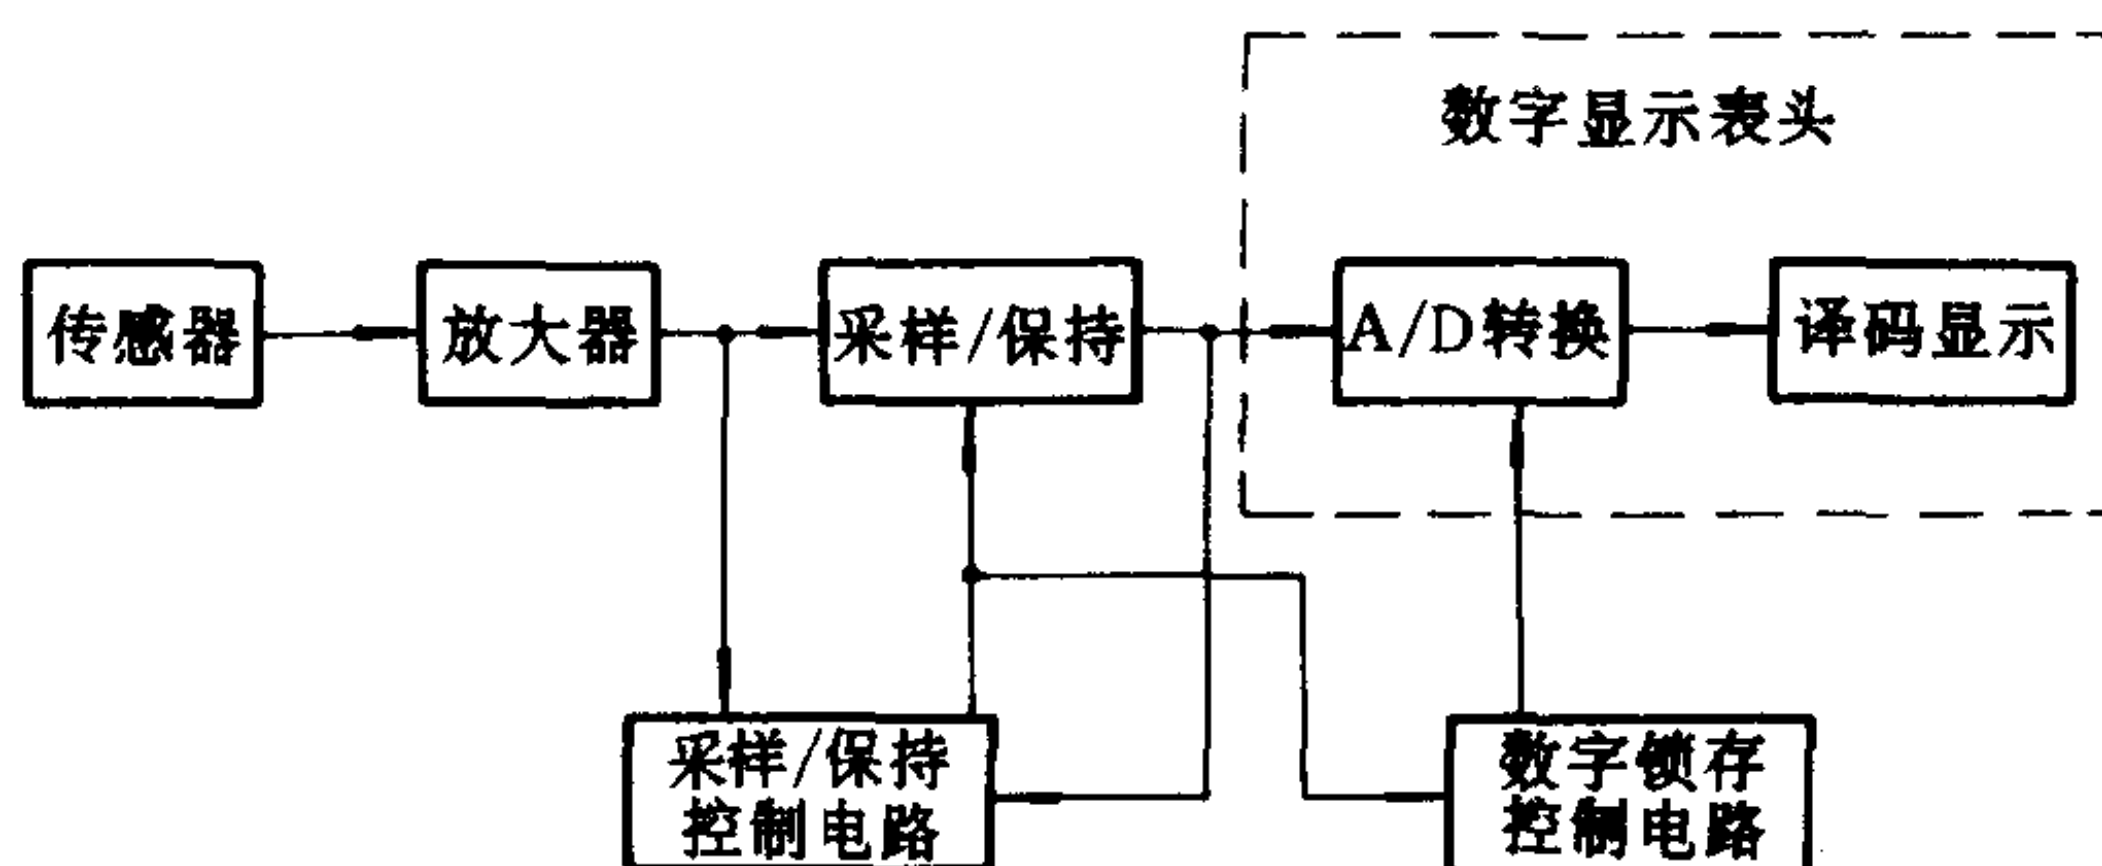 数字显示表头
传感器
放大器
采样/保持
A/D转换
译码显示
采样/保持
控制电路
数字锁存
控制电路